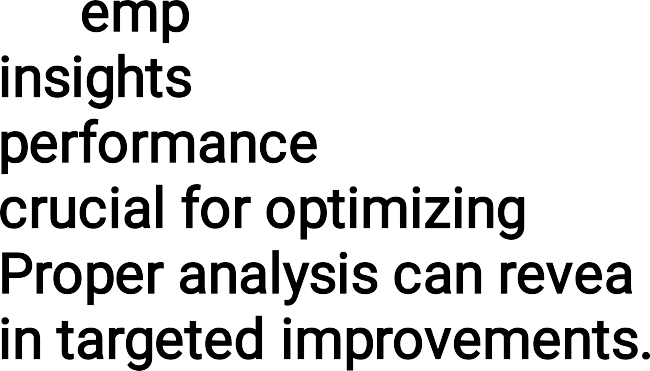 emp
insights
performance
crucial for optimizing
Proper analysis can revea
in targeted improvements.